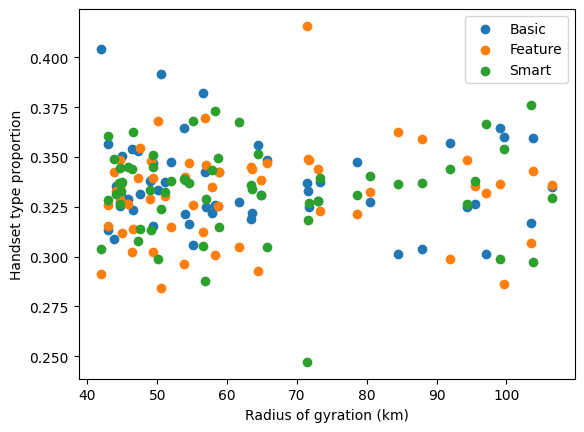 Basic
Feature
Smart
0.400
0.375
0.350
0.325
0.300
0.275
0.250
Handset type proportion
40 50 60 70 80 90 100
Radius of gyration (km)